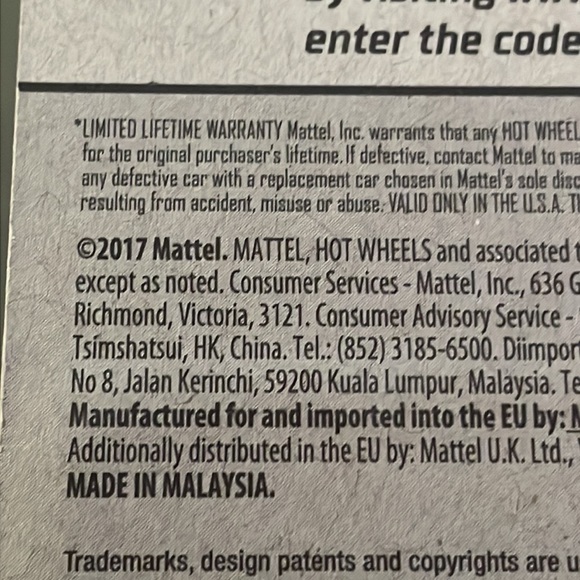 enter the code
*LIMITED LIFETIME WARRANTY Mattel, Inc. warrants that any HOT WHEEL
for the original purchaser's lifetime. If defective, contact Mattel to ma
any defective car with a replacement car chosen in Mattel's sole disc
resulting from accident, misuse or abuse. VALID ONLY IN THE U.S.A. T
©2017 Mattel. MATTEL, HOT WHEELS and associated t
except as noted. Consumer Services - Mattel, Inc., 636 G
Richmond, Victoria, 3121. Consumer Advisory Service -
Tsimshatsui, HK, China. Tel.: (852) 3185-6500. Diimpor
No 8, Jalan Kerinchi, 59200 Kuala Lumpur, Malaysia. Te
Manufactured for and imported into the EU by: M
Additionally distributed in the EU by: Mattel U.K. Ltd.,
MADE IN MALAYSIA.
Trademarks, design patents and copyrights are u